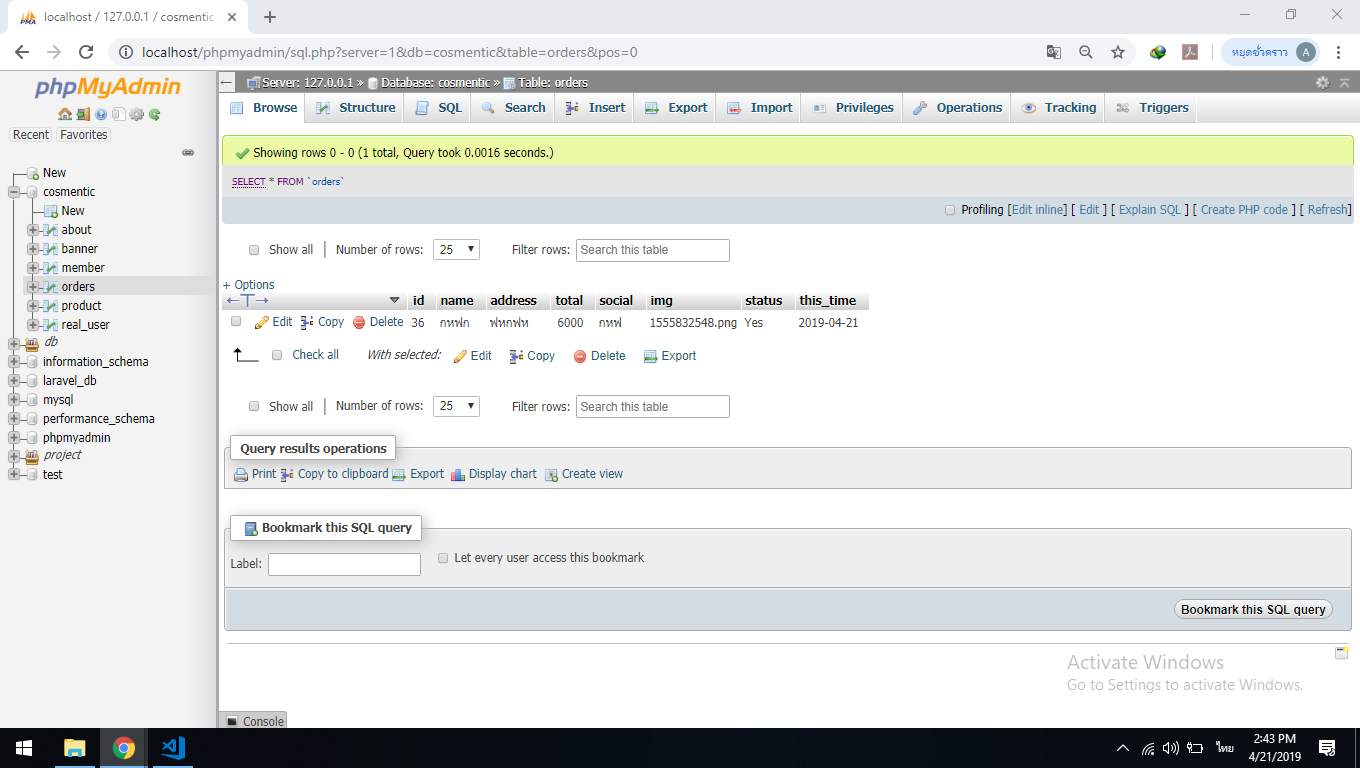 localhost / 127.0.0.1 / cosmentic
localhost/phpmyadmin/sql.php?server=1&db=cosmentic&table=orders&pos=0
หยุดชั่วคราว A
phpMyAdmin
Recent Favorites
New
cosmentic
New
about
banner
member
orders
product
real_user
db
information_schema
laravel_db
mysql
performance_schema
phpmyadmin
project
test
Server: 127.0.0.1 » Database: cosmentic » Table: orders
Browse Structure SQL Search Insert Export Import Privileges Operations Tracking Triggers
Showing rows 0 - 0 (1 total, Query took 0.0016 seconds.)
SELECT * FROM `orders`
Profiling [Edit inline] [ Edit ] [ Explain SQL ] [ Create PHP code ] [ Refresh]
Show all | Number of rows: 25 Filter rows: Search this table
+ Options
id name address total social img status this_time
Edit Copy Delete 36 กหฟก ฟหกฟห 6000 กหฟ 1555832548.png Yes 2019-04-21
Check all With selected: Edit Copy Delete Export
Show all | Number of rows: 25 Filter rows: Search this table
Query results operations
Print Copy to clipboard Export Display chart Create view
Bookmark this SQL query
Label: Let every user access this bookmark
Bookmark this SQL query
Activate Windows
Go to Settings to activate Windows.
Console
ไทย
2:43 PM
4/21/2019